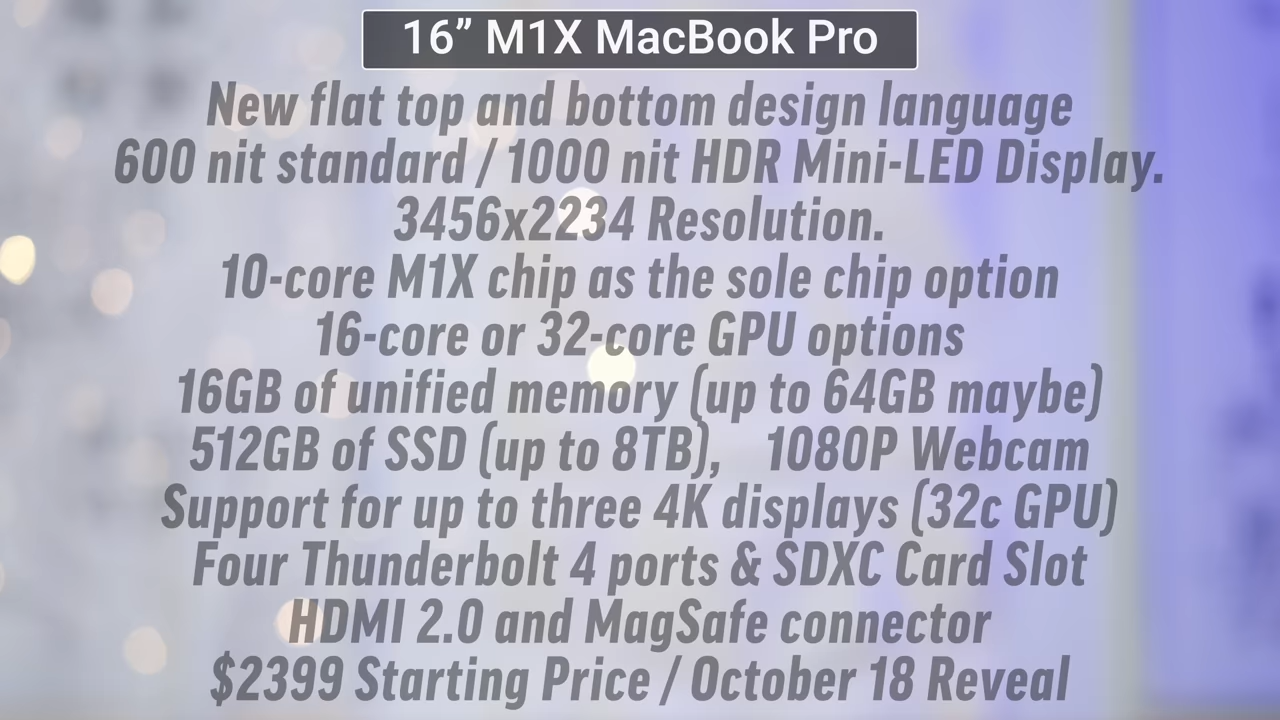 16” M1X MacBook Pro
New flat top and bottom design language
600 nit standard / 1000 nit HDR Mini-LED Display.
3456x2234 Resolution.
10-core M1X chip as the sole chip option
16-core or 32-core GPU options
16GB of unified memory (up to 64GB maybe)
512GB of SSD (up to 8TB), 1080P Webcam
Support for up to three 4K displays (32c GPU)
Four Thunderbolt 4 ports & SDXC Card Slot
HDMI 2.0 and MagSafe connector
$2399 Starting Price / October 18 Reveal